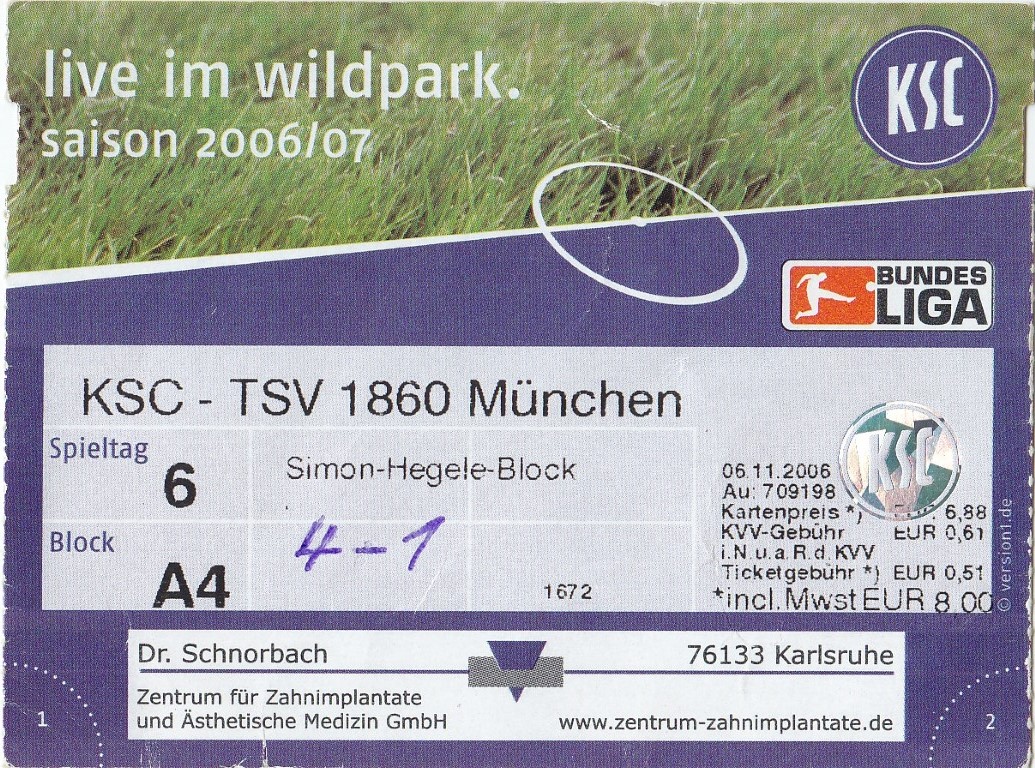 live im wildpark.
saison 2006/07
KSC
BUNDES
LIGA
KSC - TSV 1860 München
Spieltag
6
Simon-Hegele-Block
KSC
06.11.2006
Au: 709198
Kartenpreis *) EUR 6,88
KVV-Gebühr EUR 0,61
i.N.u.a.R.d.KVV
Ticketgebühr *) EUR 0,51
*incl.MwstEUR 8.00
Block
A4
4-1
1672
© version1.de
Dr. Schnorbach
76133 Karlsruhe
Zentrum für Zahnimplantate
und Ästhetische Medizin GmbH
www.zentrum-zahnimplantate.de
1
2